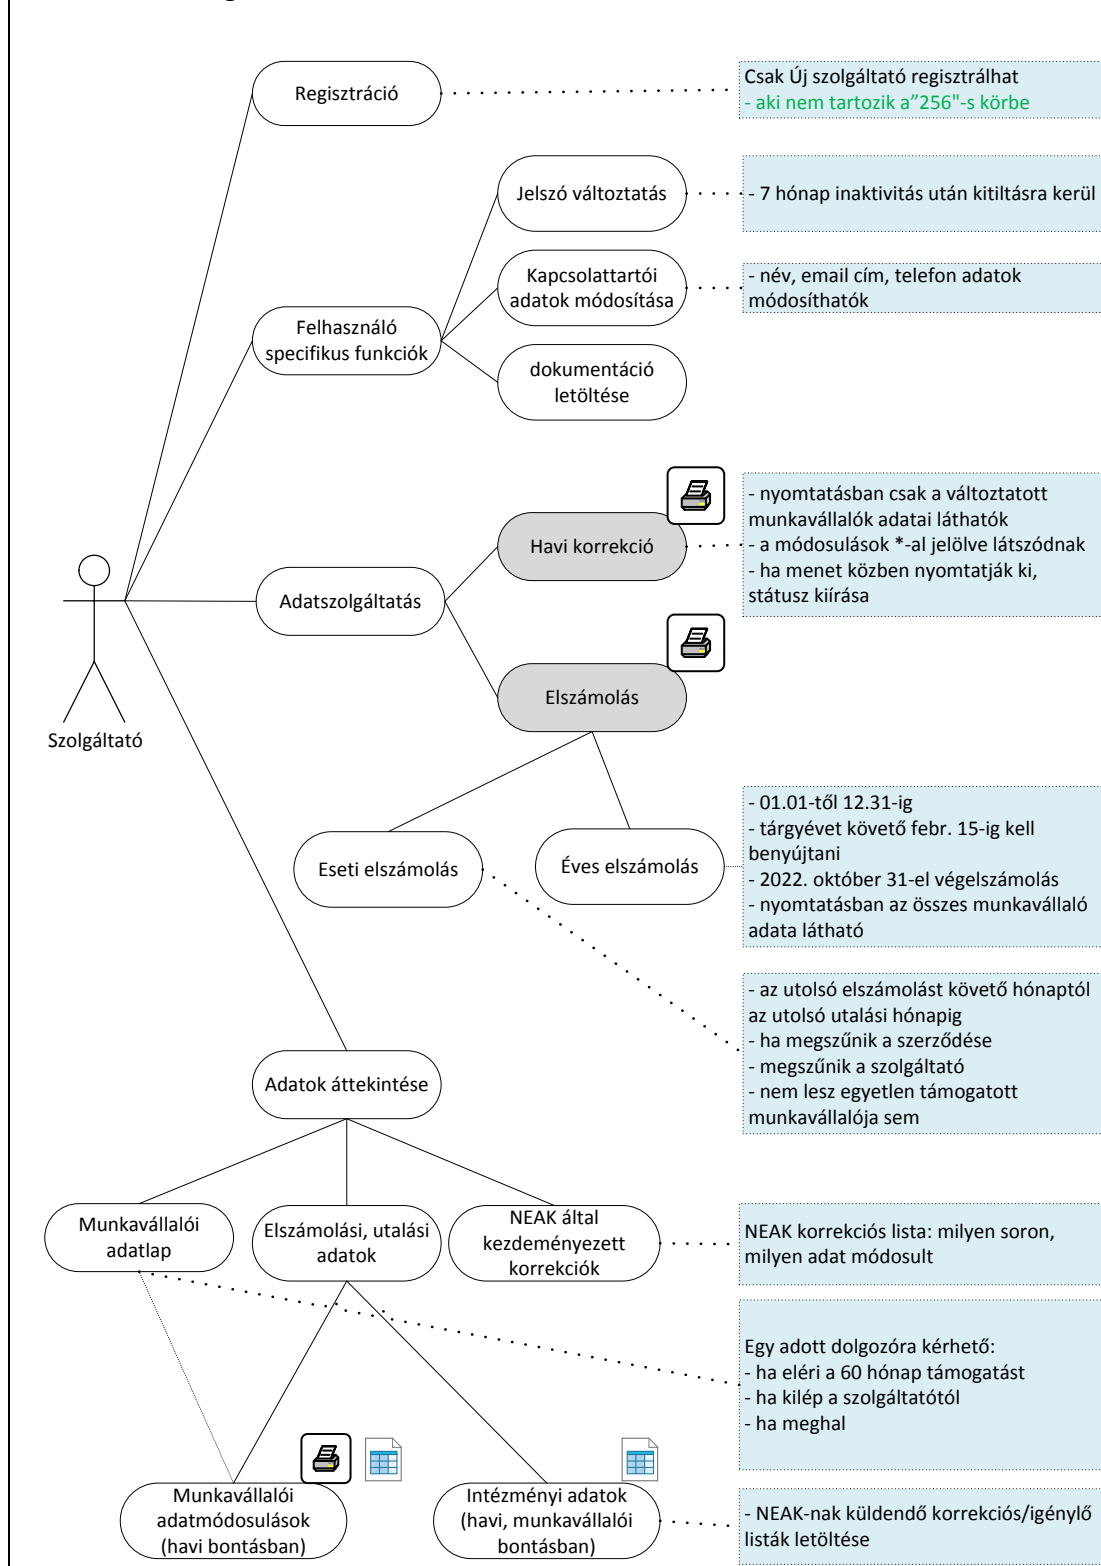 Regisztráció
Csak Új szolgáltató regisztrálhat
- aki nem tartozik a”256"-s körbe
Jelszó változtatás
- 7 hónap inaktivitás után kitiltásra kerül
Kapcsolattartói
adatok módosítása
- név, email cím, telefon adatok
módosíthatók
Felhasználó
specifikus funkciók
dokumentáció
letöltése
Havi korrekció
- nyomtatásban csak a változtatott
munkavállalók adatai láthatók
- a módosulások *-al jelölve látszódnak
- ha menet közben nyomtatják ki,
státusz kiírása
Adatszolgáltatás
Elszámolás
Szolgáltató
Eseti elszámolás
Éves elszámolás
- 01.01-től 12.31-ig
- tárgyévet követő febr. 15-ig kell
benyújtani
- 2022. október 31-el végelszámolás
- nyomtatásban az összes munkavállaló
adata látható
- az utolsó elszámolást követő hónaptól
az utolsó utalási hónapig
- ha megszűnik a szerződése
- megszűnik a szolgáltató
- nem lesz egyetlen támogatott
munkavállalója sem
Adatok áttekintése
Munkavállalói
adatlap
Elszámolási, utalási
adatok
NEAK által
kezdeményezett
korrekciók
NEAK korrekciós lista: milyen soron,
milyen adat módosult
Egy adott dolgozóra kérhető:
- ha eléri a 60 hónap támogatást
- ha kilép a szolgáltatótól
- ha meghal
Munkavállalói
adatmódosulások
(havi bontásban)
Intézményi adatok
(havi, munkavállalói
bontásban)
- NEAK-nak küldendő korrekciós/igénylő
listák letöltése